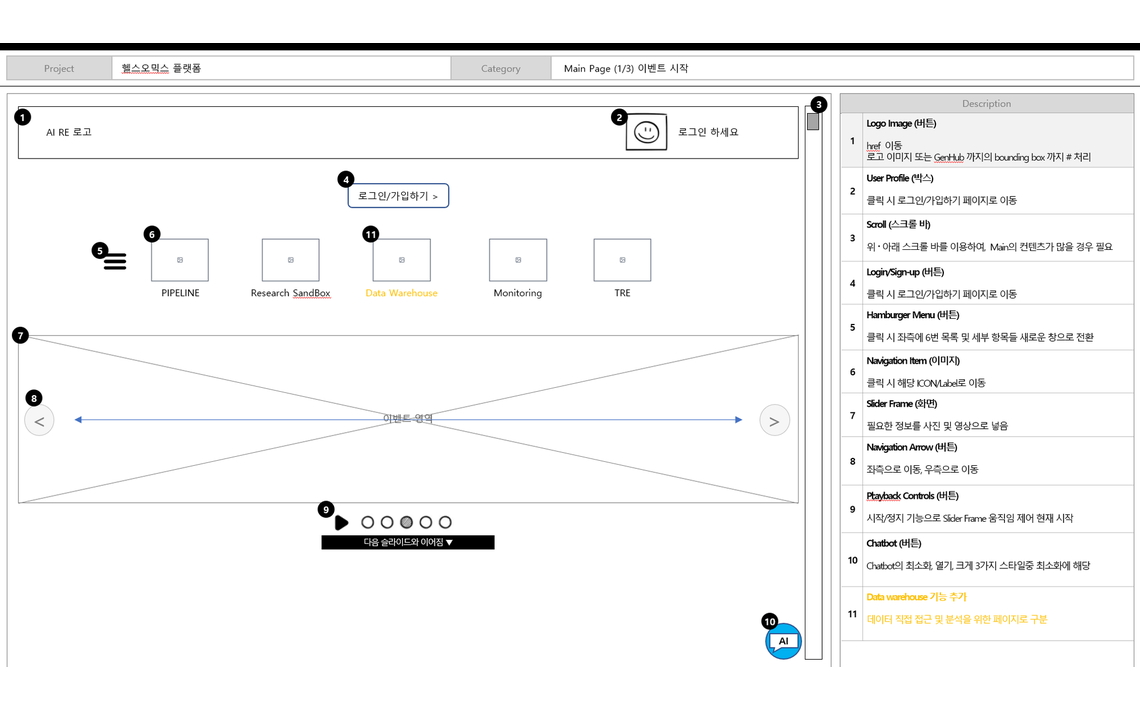 Project
헬스오믹스 플랫폼
Category
Main Page (1/3) 이벤트 시작
1
AI RE 로고
2
로그인 하세요
3
4
로그인/가입하기 >
5
6
11
PIPELINE
Research SandBox
Data Warehouse
Monitoring
TRE
7
8
<
이벤트 영역
>
9
다음 슬라이드와 이어짐 ▼
10
AI
Description
1
Logo Image (버튼)
href 이동
로고 이미지 또는 GenHub 까지의 bounding box 까지 # 처리
2
User Profile (박스)
클릭 시 로그인/가입하기 페이지로 이동
3
Scroll (스크롤 바)
위·아래 스크롤 바를 이용하여, Main의 컨텐츠가 많을 경우 필요
4
Login/Sign-up (버튼)
클릭 시 로그인/가입하기 페이지로 이동
5
Hamburger Menu (버튼)
클릭 시 좌측에 6번 목록 및 세부 항목들 새로운 창으로 전환
6
Navigation Item (이미지)
클릭 시 해당 ICON/Label로 이동
7
Slider Frame (화면)
필요한 정보를 사진 및 영상으로 넣음
8
Navigation Arrow (버튼)
좌측으로 이동, 우측으로 이동
9
Playback Controls (버튼)
시작/정지 기능으로 Slider Frame 움직임 제어 현재 시작
10
Chatbot (버튼)
Chatbot의 최소화, 열기, 크게 3가지 스타일중 최소화에 해당
11
Data warehouse 기능 추가
데이터 직접 접근 및 분석을 위한 페이지로 구분